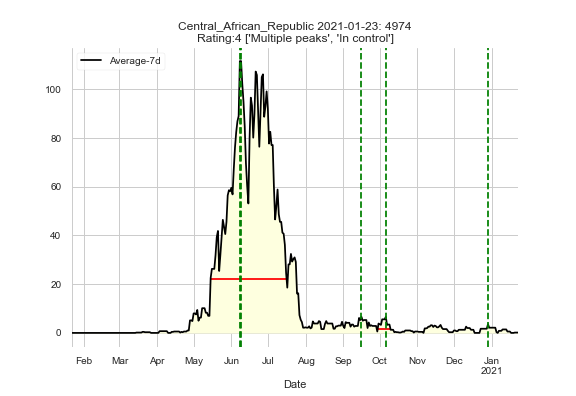 Central_African_Republic 2021-01-23: 4974
Rating:4 ['Multiple peaks', 'In control']
Average-7d
100
80
60
40
20
0
Feb Mar Apr May Jun Jul Aug Sep Oct Nov Dec Jan
2021
Date